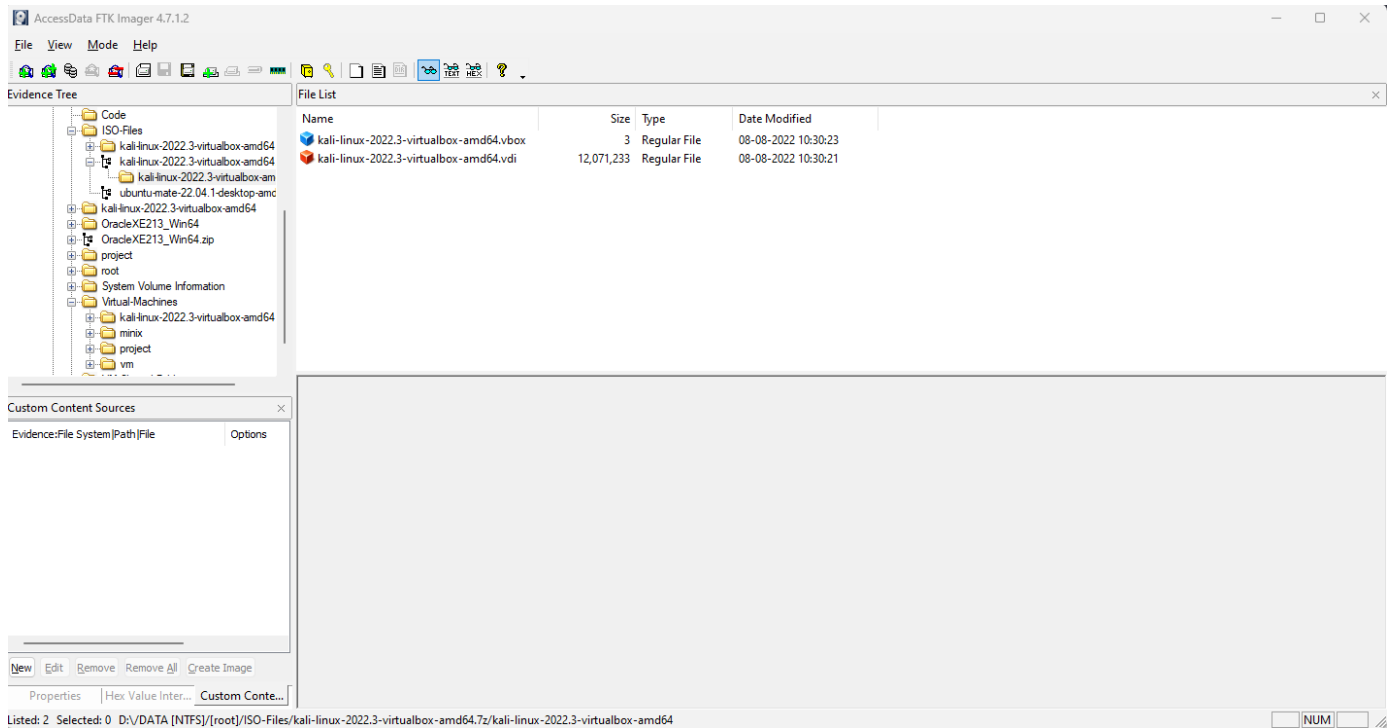 AccessData FTK Imager 4.7.1.2
File View Mode Help
TEXT HEX
Evidence Tree
Code
ISO-Files
kali-linux-2022.3-virtualbox-amd64
kali-linux-2022.3-virtualbox-amd64
kali-linux-2022.3-virtualbox-am
ubuntu-mate-22.04.1-desktop-amd
kali-linux-2022.3-virtualbox-amd64
OracleXE213_Win64
OracleXE213_Win64.zip
project
root
System Volume Information
Virtual-Machines
kali-linux-2022.3-virtualbox-amd64
minix
project
vm
File List
Name Size Type Date Modified
kali-linux-2022.3-virtualbox-amd64.vbox 3 Regular File 08-08-2022 10:30:23
kali-linux-2022.3-virtualbox-amd64.vdi 12,071,233 Regular File 08-08-2022 10:30:21
Custom Content Sources
Evidence:File System|Path|File Options
New Edit Remove Remove All Create Image
Properties Hex Value Inter... Custom Conte...
Listed: 2 Selected: 0 D:\/DATA [NTFS]/[root]/ISO-Files/kali-linux-2022.3-virtualbox-amd64.7z/kali-linux-2022.3-virtualbox-amd64
NUM